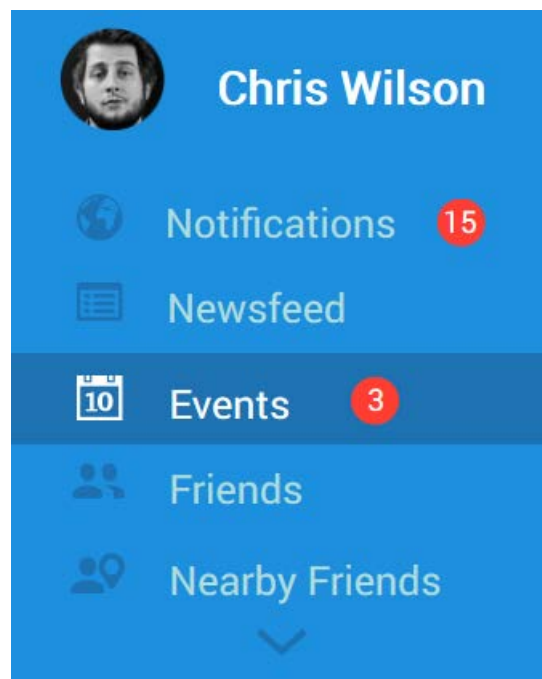 Chris Wilson
Notifications 15
Newsfeed
10 Events 3
Friends
Nearby Friends